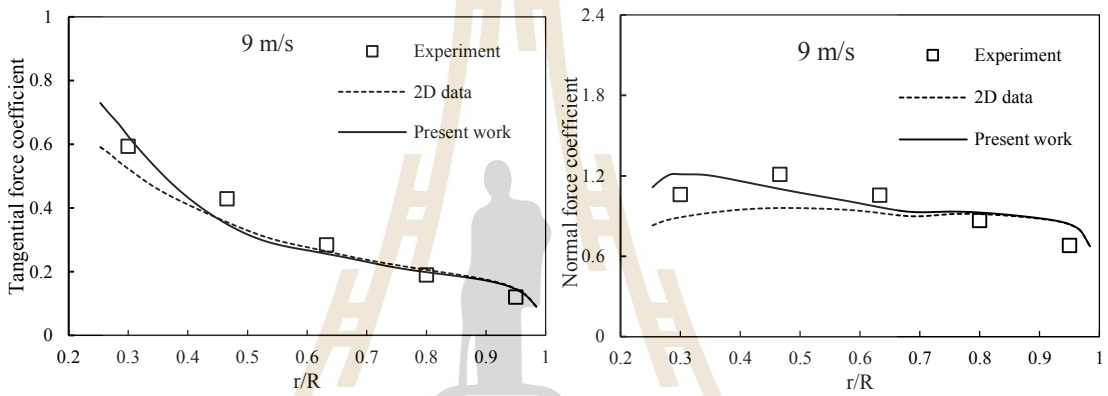 1
0.8
0.6
0.4
0.2
0
0.2 0.3 0.4 0.5 0.6 0.7 0.8 0.9 1
Tangential force coefficient
r/R
9 m/s
Experiment
2D data
Present work
2.4
1.8
1.2
0.6
0
0.2 0.3 0.4 0.5 0.6 0.7 0.8 0.9 1
Normal force coefficient
r/R
9 m/s
Experiment
2D data
Present work